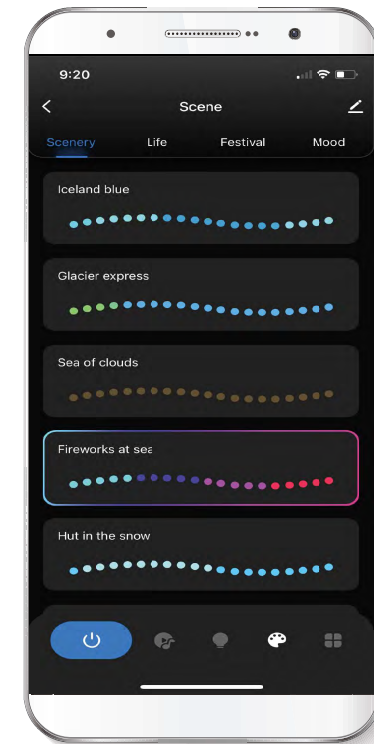 9:20
Scene
Scenery Life Festival Mood
Iceland blue
Glacier express
Sea of clouds
Fireworks at sea
Hut in the snow